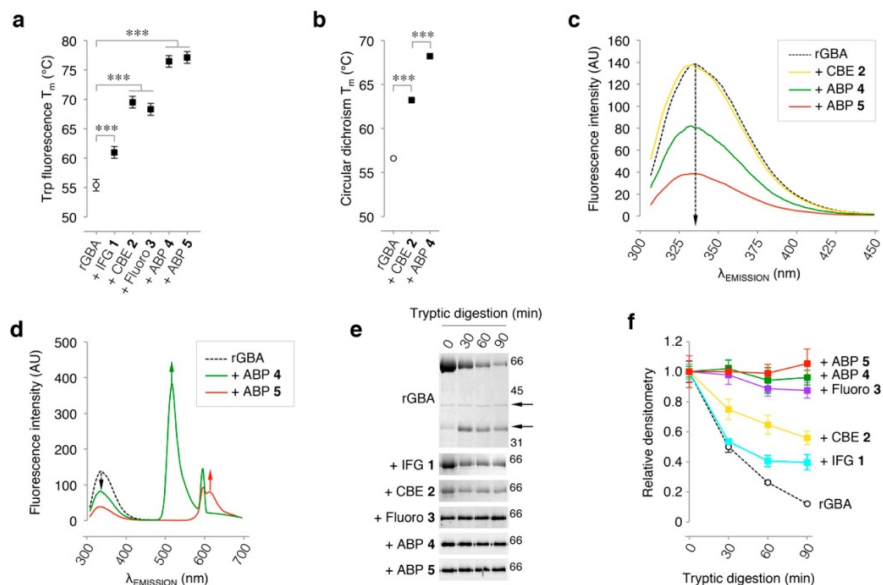 a
Trp fluorescence Tm (°C)
80
75
70
65
60
55
50
***
***
***
rGBA
+ IFG 1
+ CBE 2
+ Fluoro 3
+ ABP 4
+ ABP 5
b
Circular dichroism Tm (°C)
70
65
60
55
50
***
***
rGBA
+ CBE 2
+ ABP 4
c
Fluorescence intensity (AU)
160
140
120
100
80
60
40
20
0
300
325
350
375
400
425
450
λEMISSION (nm)
rGBA
+ CBE 2
+ ABP 4
+ ABP 5
d
Fluorescence intensity (AU)
500
400
300
200
100
0
300
400
500
600
700
λEMISSION (nm)
rGBA
+ ABP 4
+ ABP 5
e
Tryptic digestion (min)
0 30 60 90
rGBA
66
45
31
+ IFG 1 66
+ CBE 2 66
+ Fluoro 3 66
+ ABP 4 66
+ ABP 5 66
f
Relative densitometry
1.2
1.0
0.8
0.6
0.4
0.2
0.0
0
30
60
90
Tryptic digestion (min)
+ ABP 5
+ ABP 4
+ Fluoro 3
+ CBE 2
+ IFG 1
rGBA